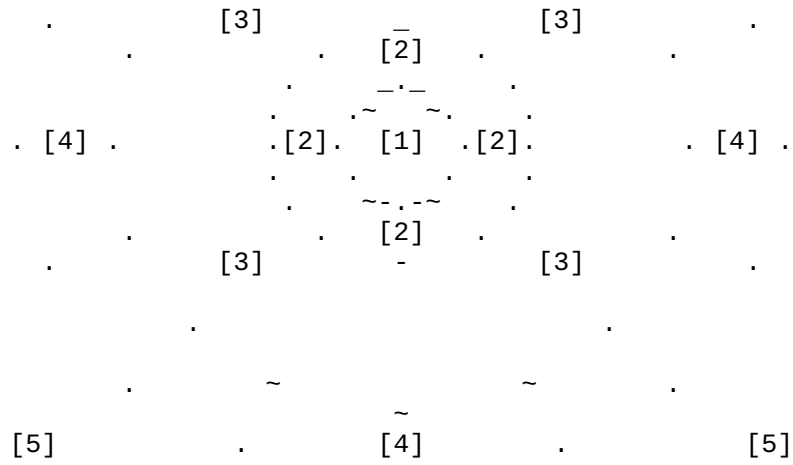 .          [3]        _        [3]          .
       .           .  [2]   .           .
                 .    _._     .
                .    .~   ~.    .
. [4] .         .[2].  [1]  .[2].         . [4] .
                .    .     .    .
                 .    ~-.-~    .
       .           .  [2]   .           .
  .          [3]        -        [3]          .
           .                         .
       .        ~               ~        .
                        ~
[5]           .        [4]         .           [5]